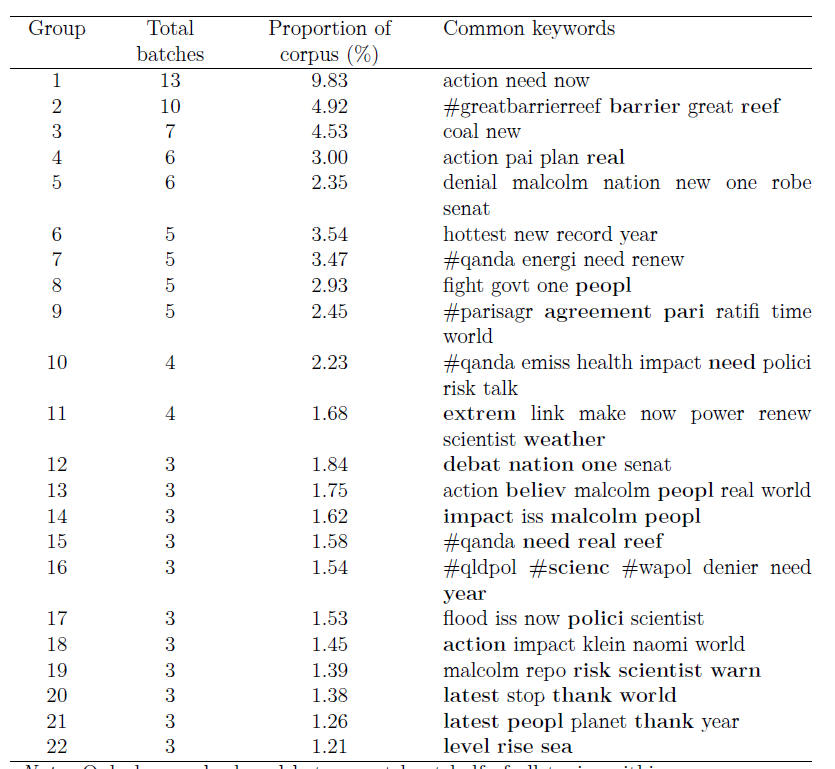 Group Total Proportion of Common keywords
batches corpus (%)
1 13 9.83 action need now
2 10 4.92 #greatbarrierreef barrier great reef
3 7 4.53 coal new
4 6 3.00 action pai plan real
5 6 2.35 denial malcolm nation new one robe
senat
6 5 3.54 hottest new record year
7 5 3.47 #qanda energi need renew
8 5 2.93 fight govt one peopl
9 5 2.45 #parisagr agreement pari ratifi time
world
10 4 2.23 #qanda emiss health impact need polici
risk talk
11 4 1.68 extrem link make now power renew
scientist weather
12 3 1.84 debat nation one senat
13 3 1.75 action believ malcolm peopl real world
14 3 1.62 impact iss malcolm peopl
15 3 1.58 #qanda need real reef
16 3 1.54 #qldpol #scienc #wapol denier need
year
17 3 1.53 flood iss now polici scientist
18 3 1.45 action impact klein naomi world
19 3 1.39 malcolm repo risk scientist warn
20 3 1.38 latest stop thank world
21 3 1.26 latest peopl planet thank year
22 3 1.21 level rise sea